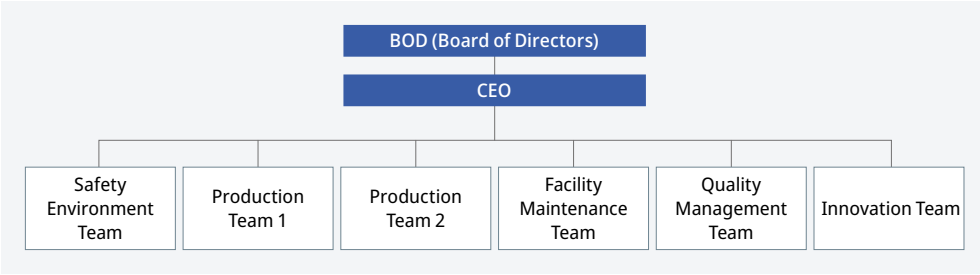 BOD (Board of Directors)
CEO
Safety
Environment
Team
Production
Team 1
Production
Team 2
Facility
Maintenance
Team
Quality
Management
Team
Innovation Team